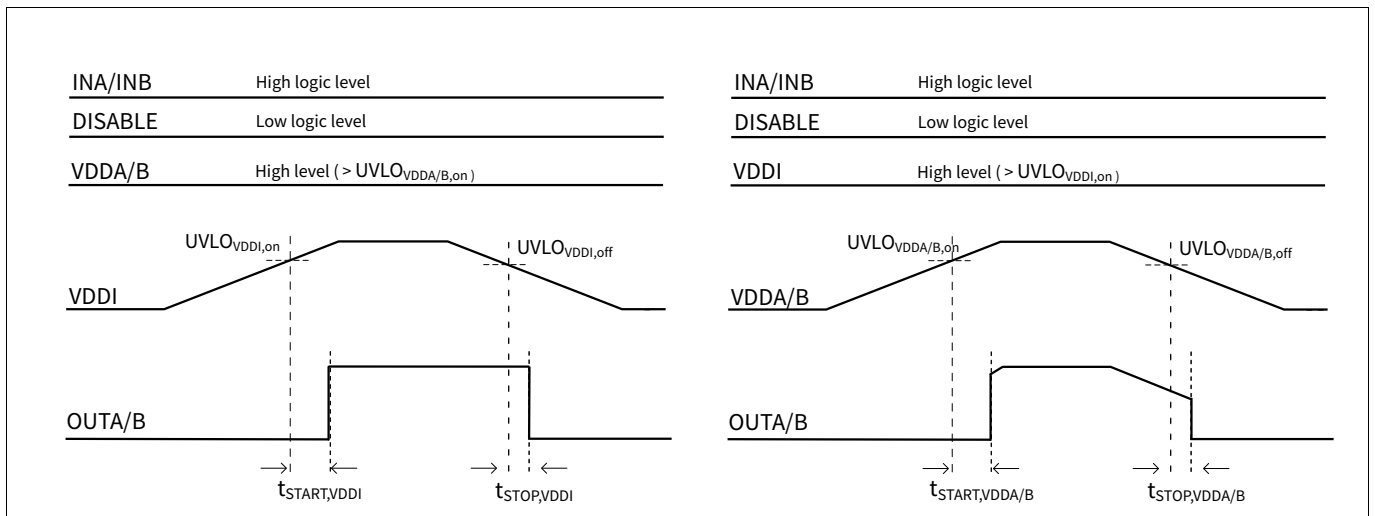 INA/INB High logic level
DISABLE Low logic level
VDDA/B High level ( > UVLOVDDA/B,on )
UVLOVDDI,on
UVLOVDDI,off
VDDI
OUTA/B
tSTART,VDDI
tSTOP,VDDI
INA/INB High logic level
DISABLE Low logic level
VDDI High level ( > UVLOVDDI,on )
UVLOVDDA/B,on
UVLOVDDA/B,off
VDDA/B
OUTA/B
tSTART,VDDA/B
tSTOP,VDDA/B